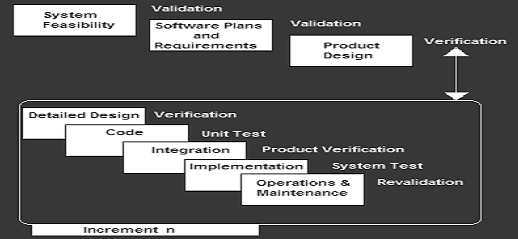 System
Feasibility
Validation
Software Plans
and
Requirements
Validation
Product
Design
Verification
Detailed Design
Verification
Code
Unit Test
Integration
Product Verification
Implementation
System Test
Operations &
Maintenance
Revalidation
Increment n